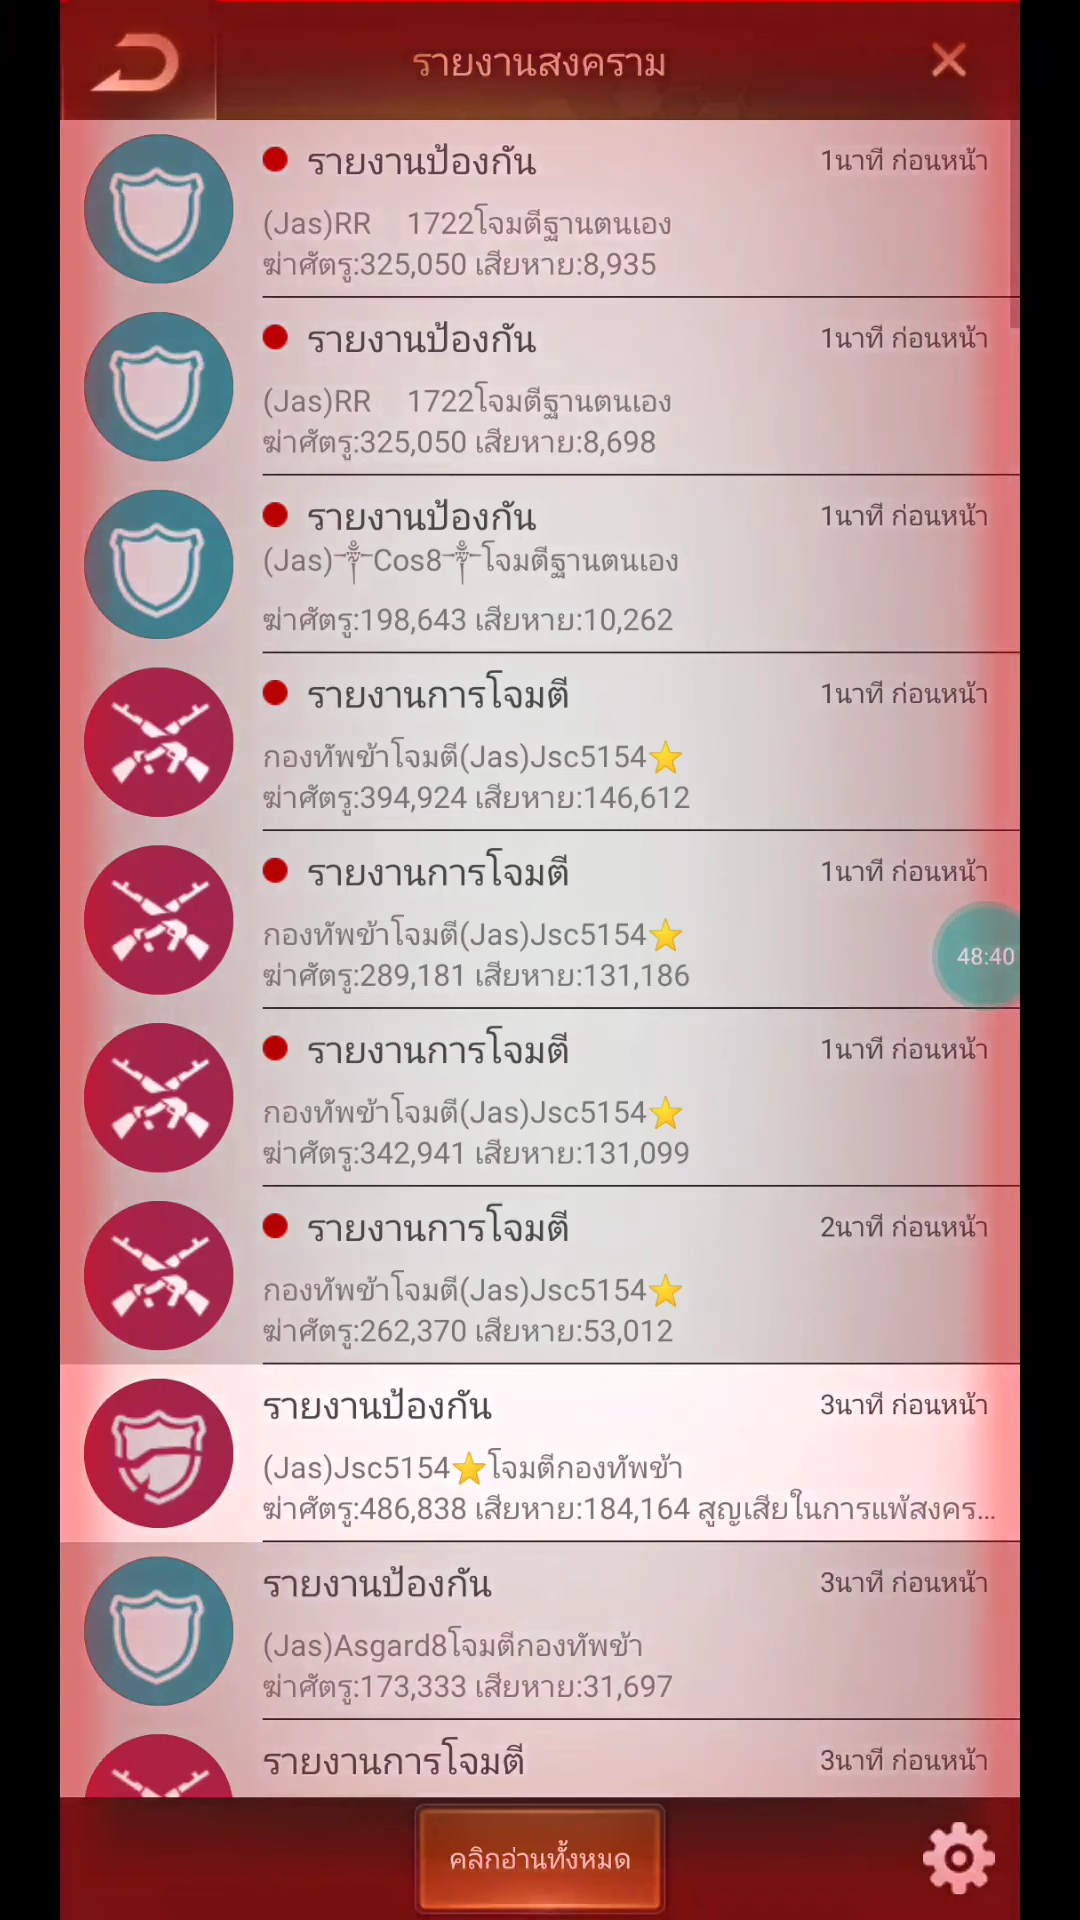 รายงานสงคราม
รายงานป้องกัน 1นาที ก่อนหน้า
(Jas)RR 1722โจมตีฐานตนเอง
ฆ่าศัตรู:325,050 เสียหาย:8,935
รายงานป้องกัน 1นาที ก่อนหน้า
(Jas)RR 1722โจมตีฐานตนเอง
ฆ่าศัตรู:325,050 เสียหาย:8,698
รายงานป้องกัน 1นาที ก่อนหน้า
(Jas)Cos8โจมตีฐานตนเอง
ฆ่าศัตรู:198,643 เสียหาย:10,262
รายงานการโจมตี 1นาที ก่อนหน้า
กองทัพข้าโจมตี(Jas)Jsc5154⭐
ฆ่าศัตรู:394,924 เสียหาย:146,612
รายงานการโจมตี 1นาที ก่อนหน้า
กองทัพข้าโจมตี(Jas)Jsc5154⭐
ฆ่าศัตรู:289,181 เสียหาย:131,186
48:40
รายงานการโจมตี 1นาที ก่อนหน้า
กองทัพข้าโจมตี(Jas)Jsc5154⭐
ฆ่าศัตรู:342,941 เสียหาย:131,099
รายงานการโจมตี 2นาที ก่อนหน้า
กองทัพข้าโจมตี(Jas)Jsc5154⭐
ฆ่าศัตรู:262,370 เสียหาย:53,012
รายงานป้องกัน 3นาที ก่อนหน้า
(Jas)Jsc5154⭐โจมตีกองทัพข้า
ฆ่าศัตรู:486,838 เสียหาย:184,164 สูญเสียในการแพ้สงคร...
รายงานป้องกัน 3นาที ก่อนหน้า
(Jas)Asgard8โจมตีกองทัพข้า
ฆ่าศัตรู:173,333 เสียหาย:31,697
รายงานการโจมตี 3นาที ก่อนหน้า
คลิกอ่านทั้งหมด